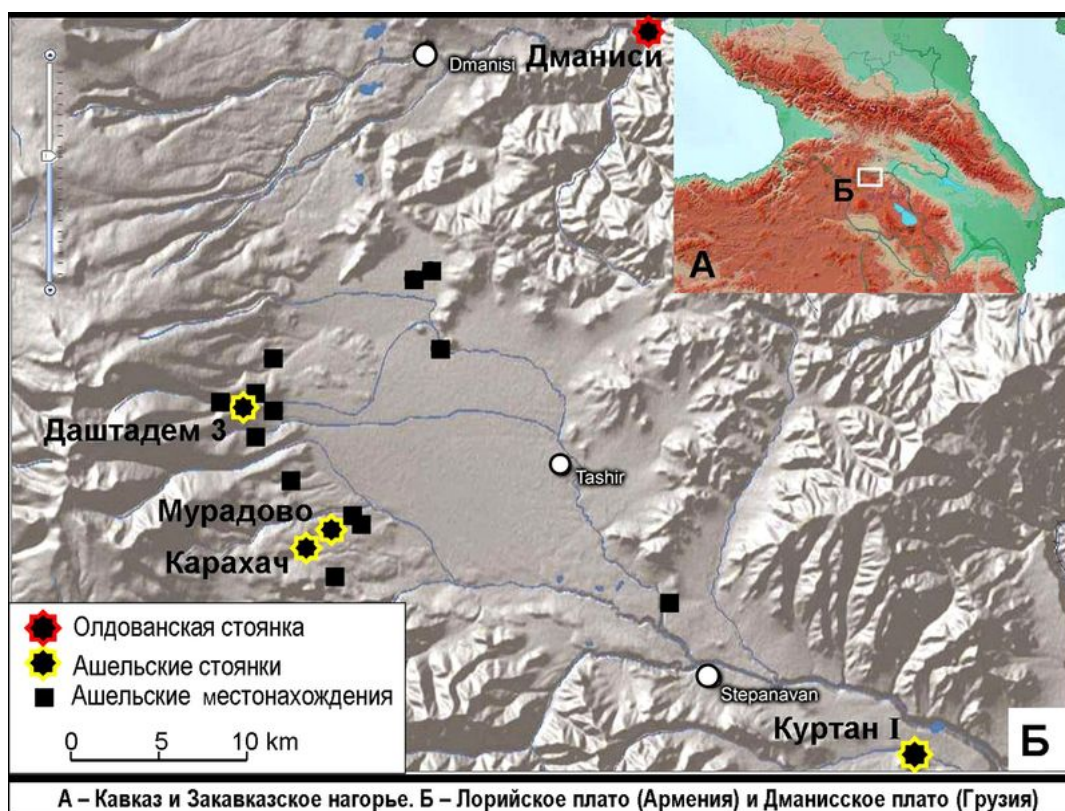 Dmanisi
Дманиси
Б
А
Даштадем 3
Tashir
Мурадово
Карахач
Олдованская стоянка
Ашельские стоянки
Ашельские местонахождения
Stepanavan
Куртан I
0 5 10 km
Б
А – Кавказ и Закавказское нагорье. Б – Лорийское плато (Армения) и Дманисское плато (Грузия)